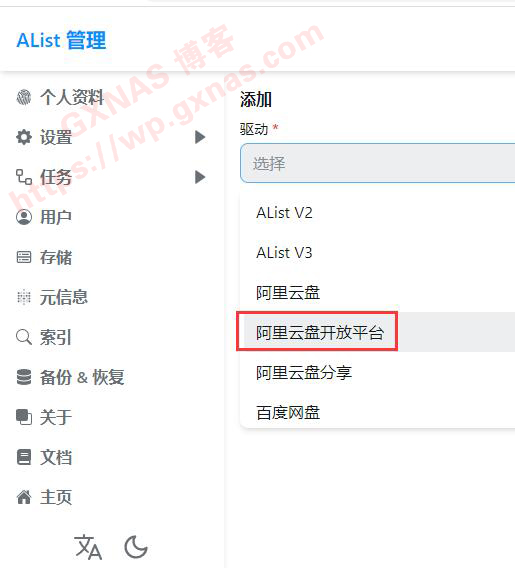 AList 管理
GXNAS 博客
https://wp.gxnas.com
个人资料
设置
任务
用户
存储
元信息
索引
备份 & 恢复
关于
文档
主页
添加
驱动 *
选择
AList V2
AList V3
阿里云盘
阿里云盘开放平台
阿里云盘分享
百度网盘